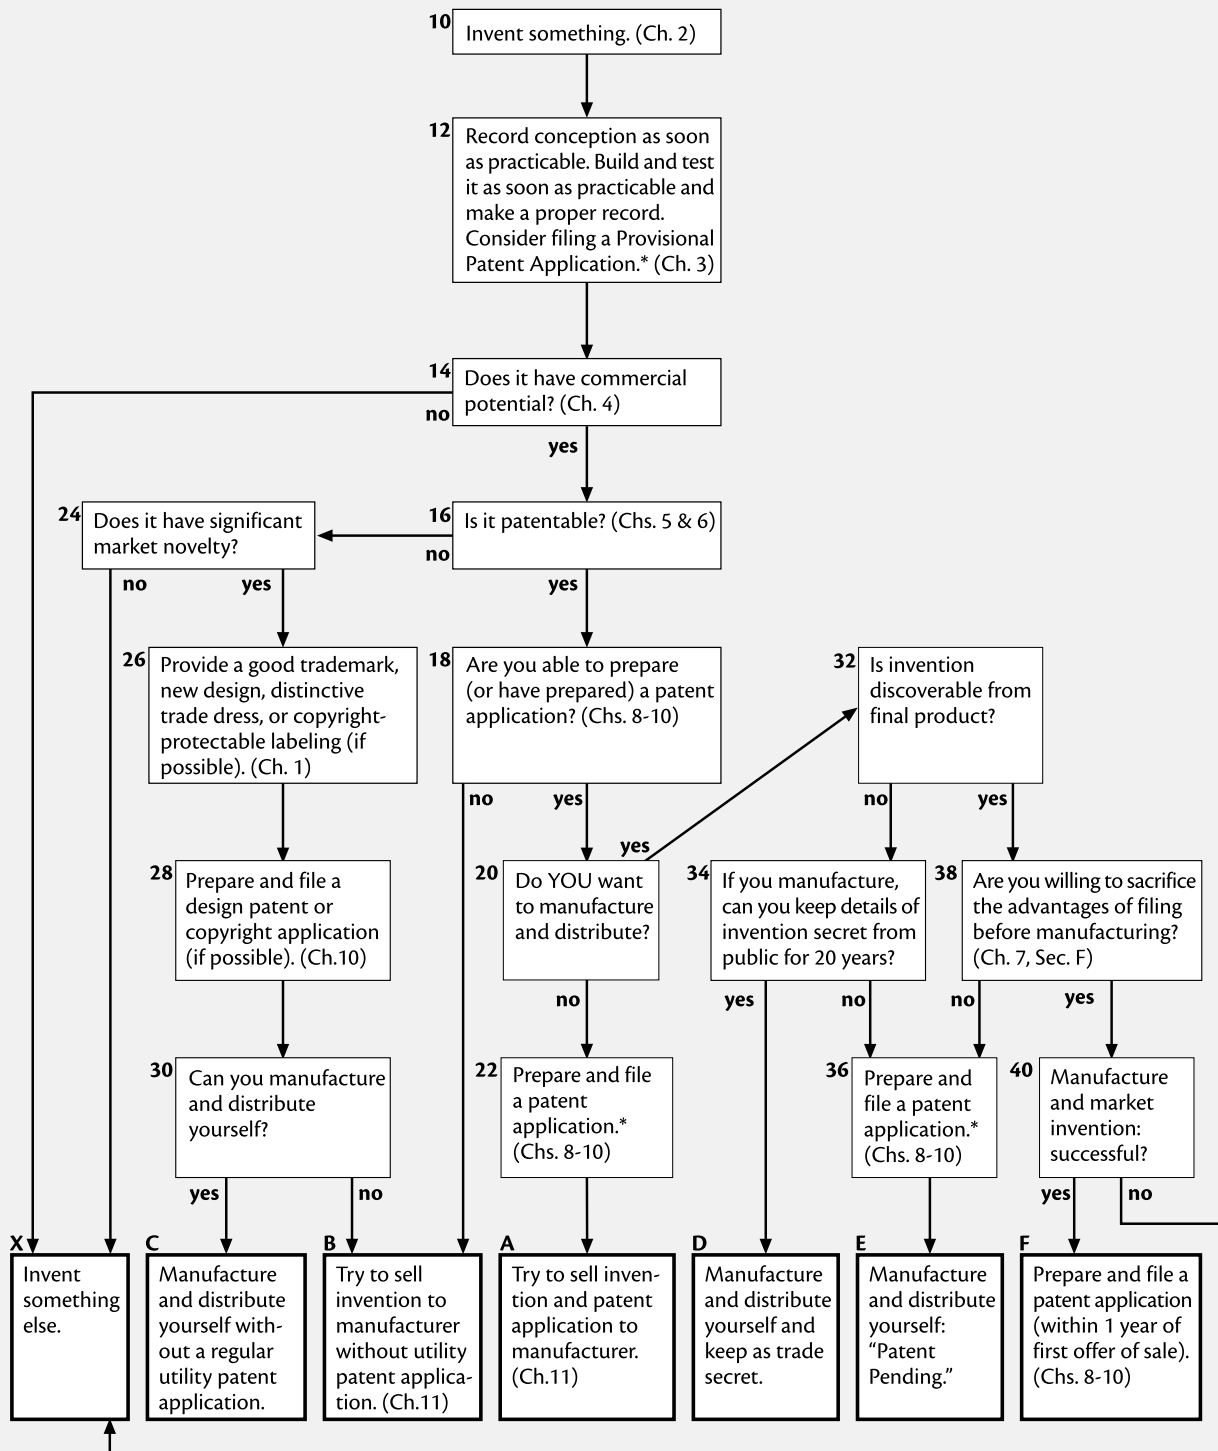 10
Invent something. (Ch. 2)
12
Record conception as soon
as practicable. Build and test
it as soon as practicable and
make a proper record.
Consider filing a Provisional
Patent Application.* (Ch. 3)
14
Does it have commercial
potential? (Ch. 4)
no
yes
24
Does it have significant
market novelty?
16
Is it patentable? (Chs. 5 & 6)
no
no
yes
yes
26
Provide a good trademark,
new design, distinctive
trade dress, or copyright-
protectable labeling (if
possible). (Ch. 1)
18
Are you able to prepare
(or have prepared) a patent
application? (Chs. 8-10)
32
Is invention
discoverable from
final product?
no
yes
no
yes
yes
28
Prepare and file a
design patent or
copyright application
(if possible). (Ch.10)
20
Do YOU want
to manufacture
and distribute?
34
If you manufacture,
can you keep details of
invention secret from
public for 20 years?
38
Are you willing to sacrifice
the advantages of filing
before manufacturing?
(Ch. 7, Sec. F)
no
yes
no
no
yes
30
Can you manufacture
and distribute
yourself?
22
Prepare and file
a patent
application.*
(Chs. 8-10)
36
Prepare and
file a patent
application.*
(Chs. 8-10)
40
Manufacture
and market
invention:
successful?
yes
no
yes
no
X
Invent
something
else.
C
Manufacture
and distribute
yourself with-
out a regular
utility patent
application.
B
Try to sell
invention to
manufacturer
without utility
patent applica-
tion. (Ch.11)
A
Try to sell inven-
tion and patent
application to
manufacturer.
(Ch.11)
D
Manufacture
and distribute
yourself and
keep as trade
secret.
E
Manufacture
and distribute
yourself:
“Patent
Pending.”
F
Prepare and file a
patent application
(within 1 year of
first offer of sale).
(Chs. 8-10)